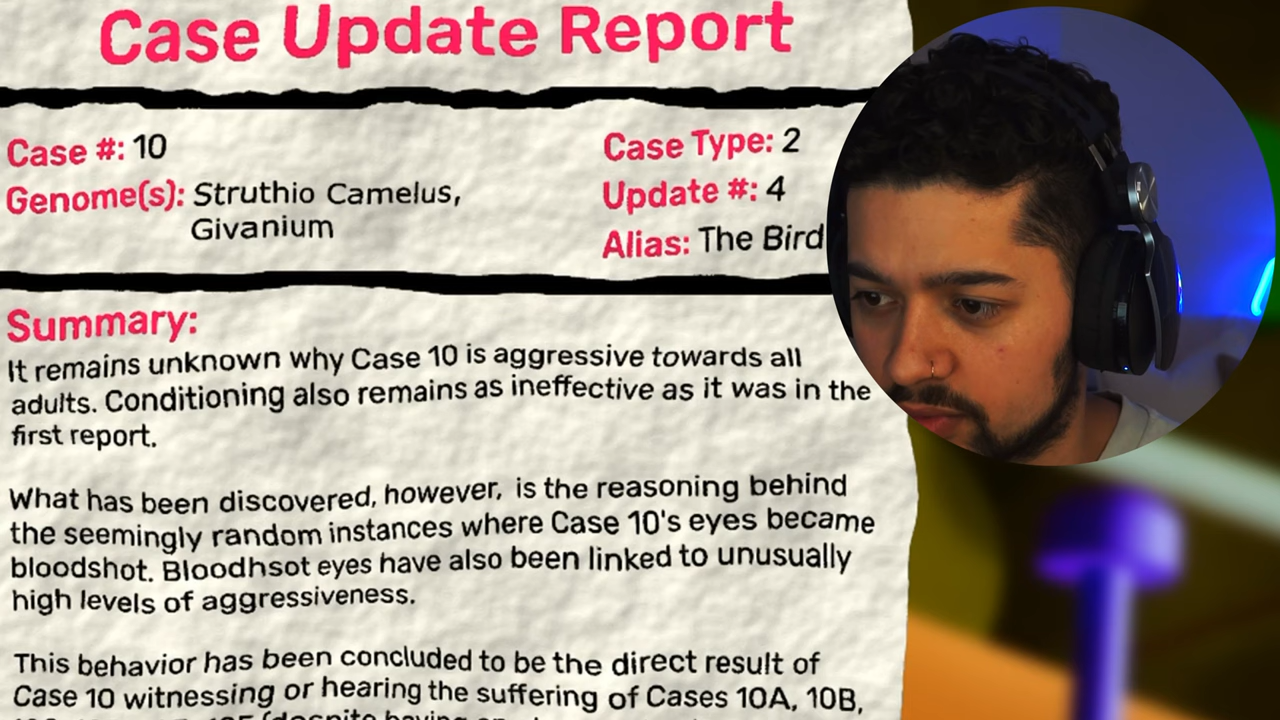 Case Update Report
Case #: 10
Genome(s): Struthio Camelus,
Givanium
Case Type: 2
Update #: 4
Alias: The Bird
Summary:
It remains unknown why Case 10 is aggressive towards all
adults. Conditioning also remains as ineffective as it was in the
first report.
What has been discovered, however, is the reasoning behind
the seemingly random instances where Case 10's eyes became
bloodshot. Bloodhsot eyes have also been linked to unusually
high levels of aggressiveness.
This behavior has been concluded to be the direct result of
Case 10 witnessing or hearing the suffering of Cases 10A, 10B,
(despite having